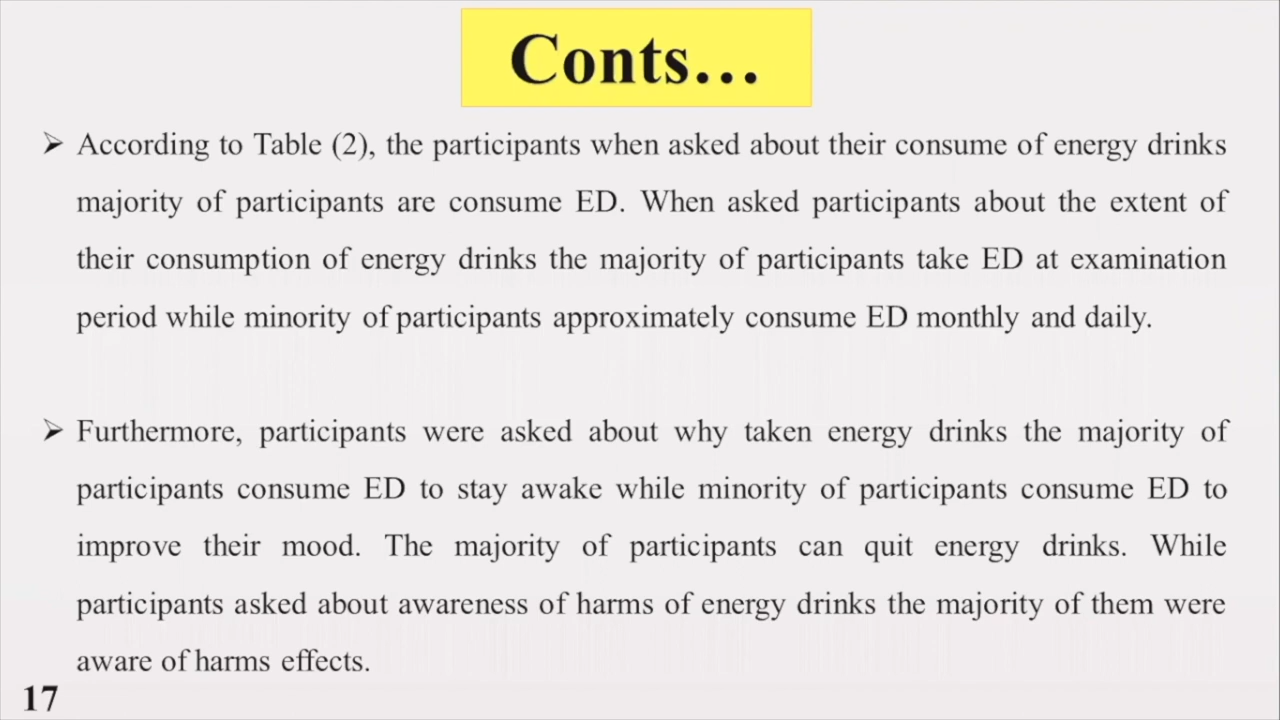 Conts…
➢ According to Table (2), the participants when asked about their consume of energy drinks
majority of participants are consume ED. When asked participants about the extent of
their consumption of energy drinks the majority of participants take ED at examination
period while minority of participants approximately consume ED monthly and daily.
➢ Furthermore, participants were asked about why taken energy drinks the majority of
participants consume ED to stay awake while minority of participants consume ED to
improve their mood. The majority of participants can quit energy drinks. While
participants asked about awareness of harms of energy drinks the majority of them were
aware of harms effects.
17